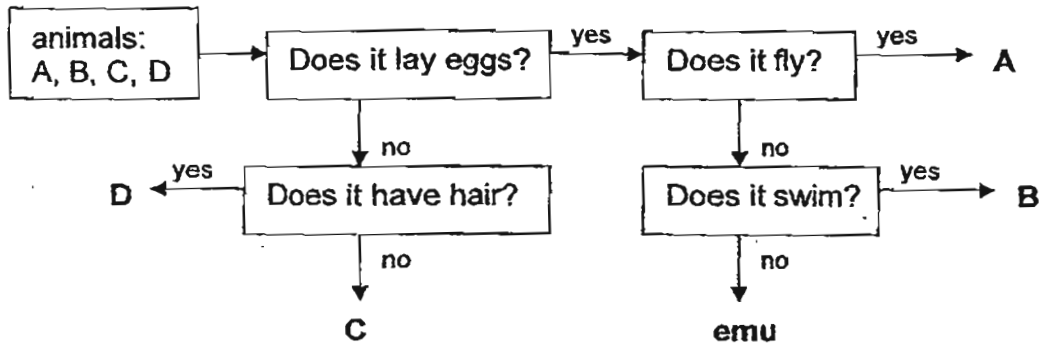 animals:
A, B, C, D
Does it lay eggs?
yes
Does it fly?
yes
A
no
no
yes
D
Does it have hair?
Does it swim?
yes
B
no
no
C
emu